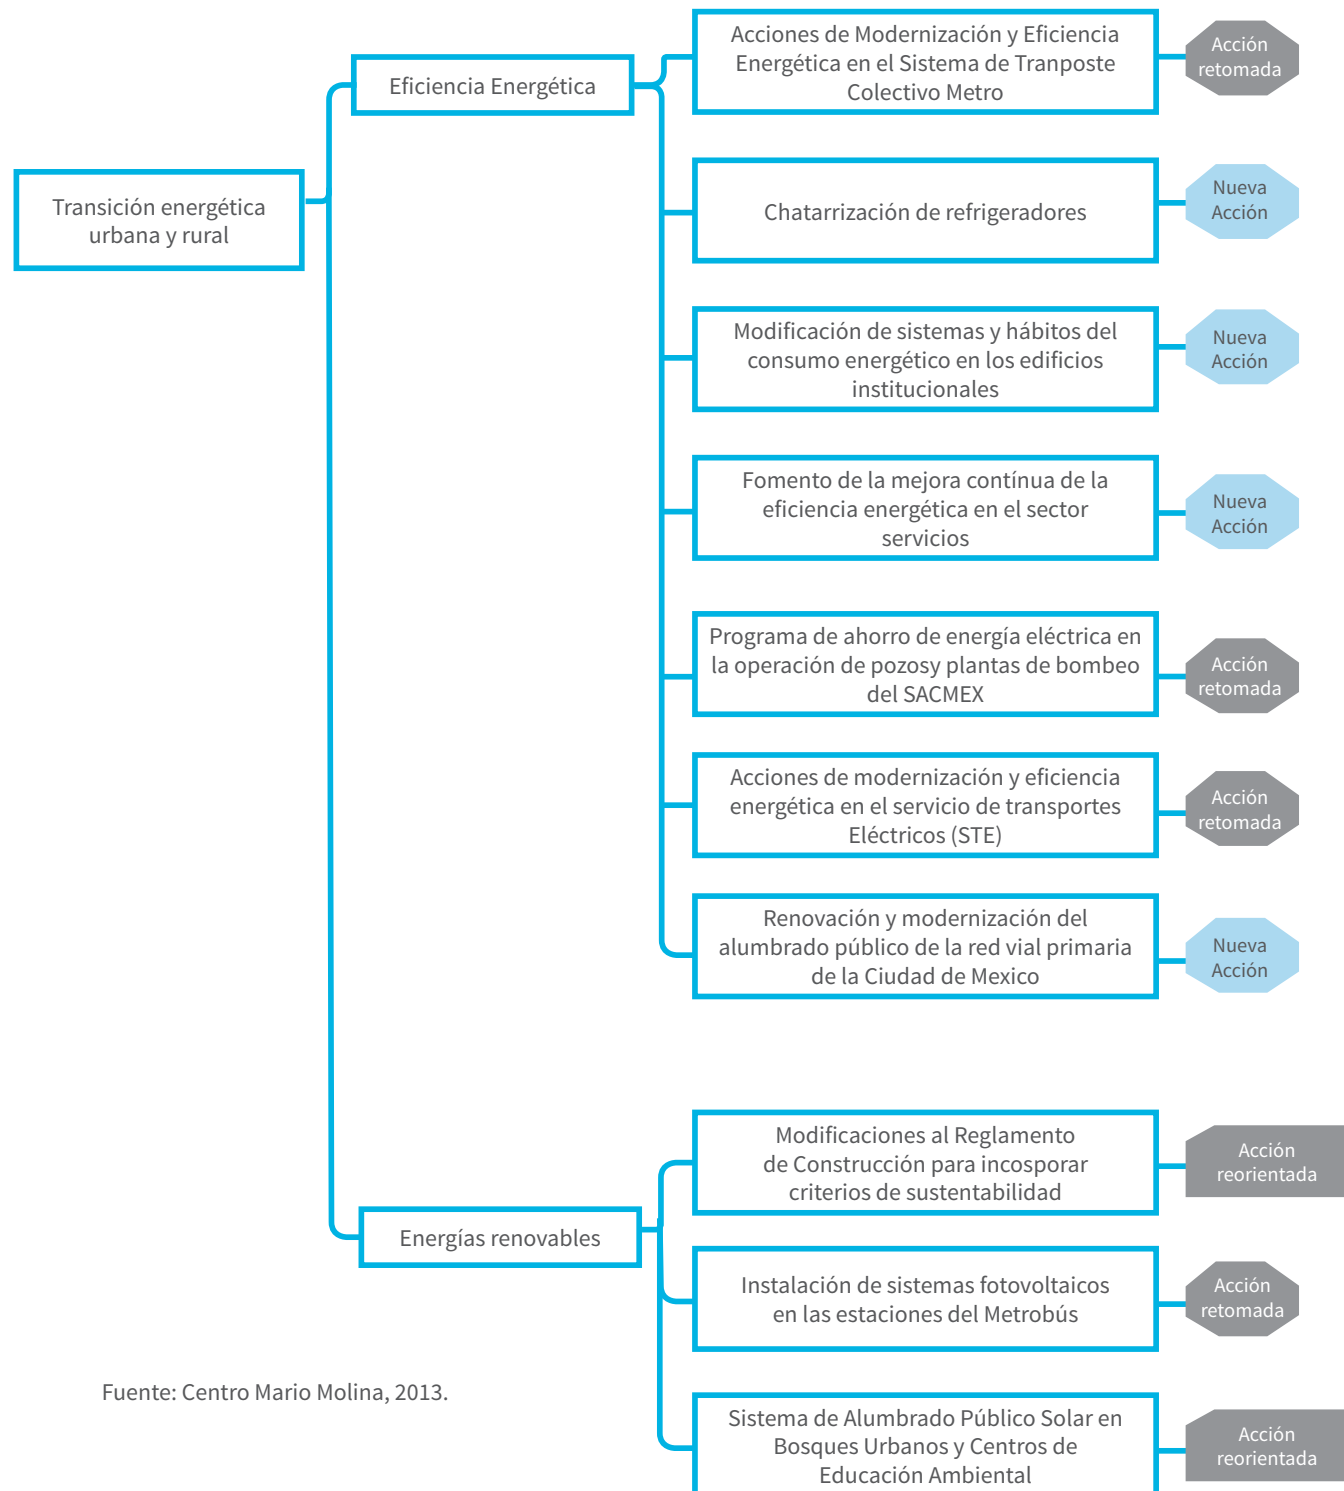 Transición energética
urbana y rural
Eficiencia Energética
Acciones de Modernización y Eficiencia
Energética en el Sistema de Tranposte
Colectivo Metro
Acción
retomada
Chatarrización de refrigeradores
Nueva
Acción
Modificación de sistemas y hábitos del
consumo energético en los edificios
institucionales
Nueva
Acción
Fomento de la mejora contínua de la
eficiencia energética en el sector
servicios
Nueva
Acción
Programa de ahorro de energía eléctrica en
la operación de pozosy plantas de bombeo
del SACMEX
Acción
retomada
Acciones de modernización y eficiencia
energética en el servicio de transportes
Eléctricos (STE)
Acción
retomada
Renovación y modernización del
alumbrado público de la red vial primaria
de la Ciudad de Mexico
Nueva
Acción
Energías renovables
Modificaciones al Reglamento
de Construcción para incosporar
criterios de sustentabilidad
Acción
reorientada
Instalación de sistemas fotovoltaicos
en las estaciones del Metrobús
Acción
retomada
Sistema de Alumbrado Público Solar en
Bosques Urbanos y Centros de
Educación Ambiental
Acción
reorientada
Fuente: Centro Mario Molina, 2013.